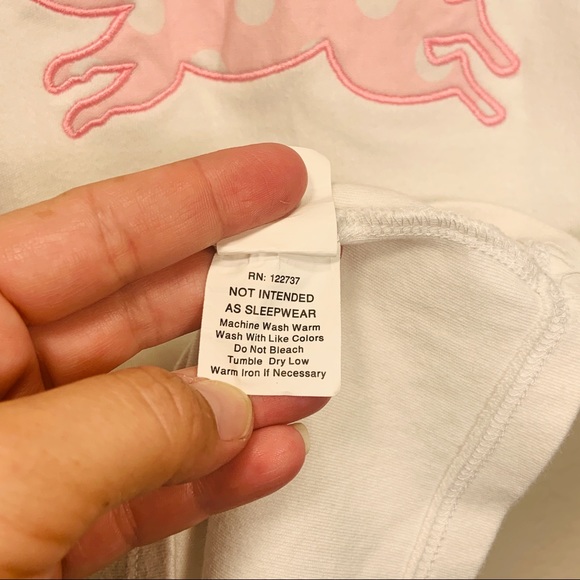 RN: 122737
NOT INTENDED
AS SLEEPWEAR
Machine Wash Warm
Wash With Like Colors
Do Not Bleach
Tumble Dry Low
Warm Iron If Necessary